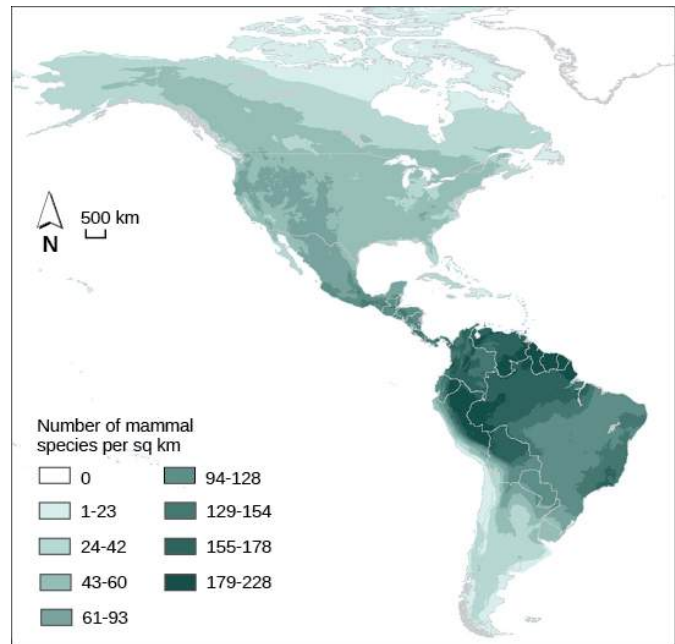 500 km
N
Number of mammal
species per sq km
0
1-23
24-42
43-60
61-93
94-128
129-154
155-178
179-228